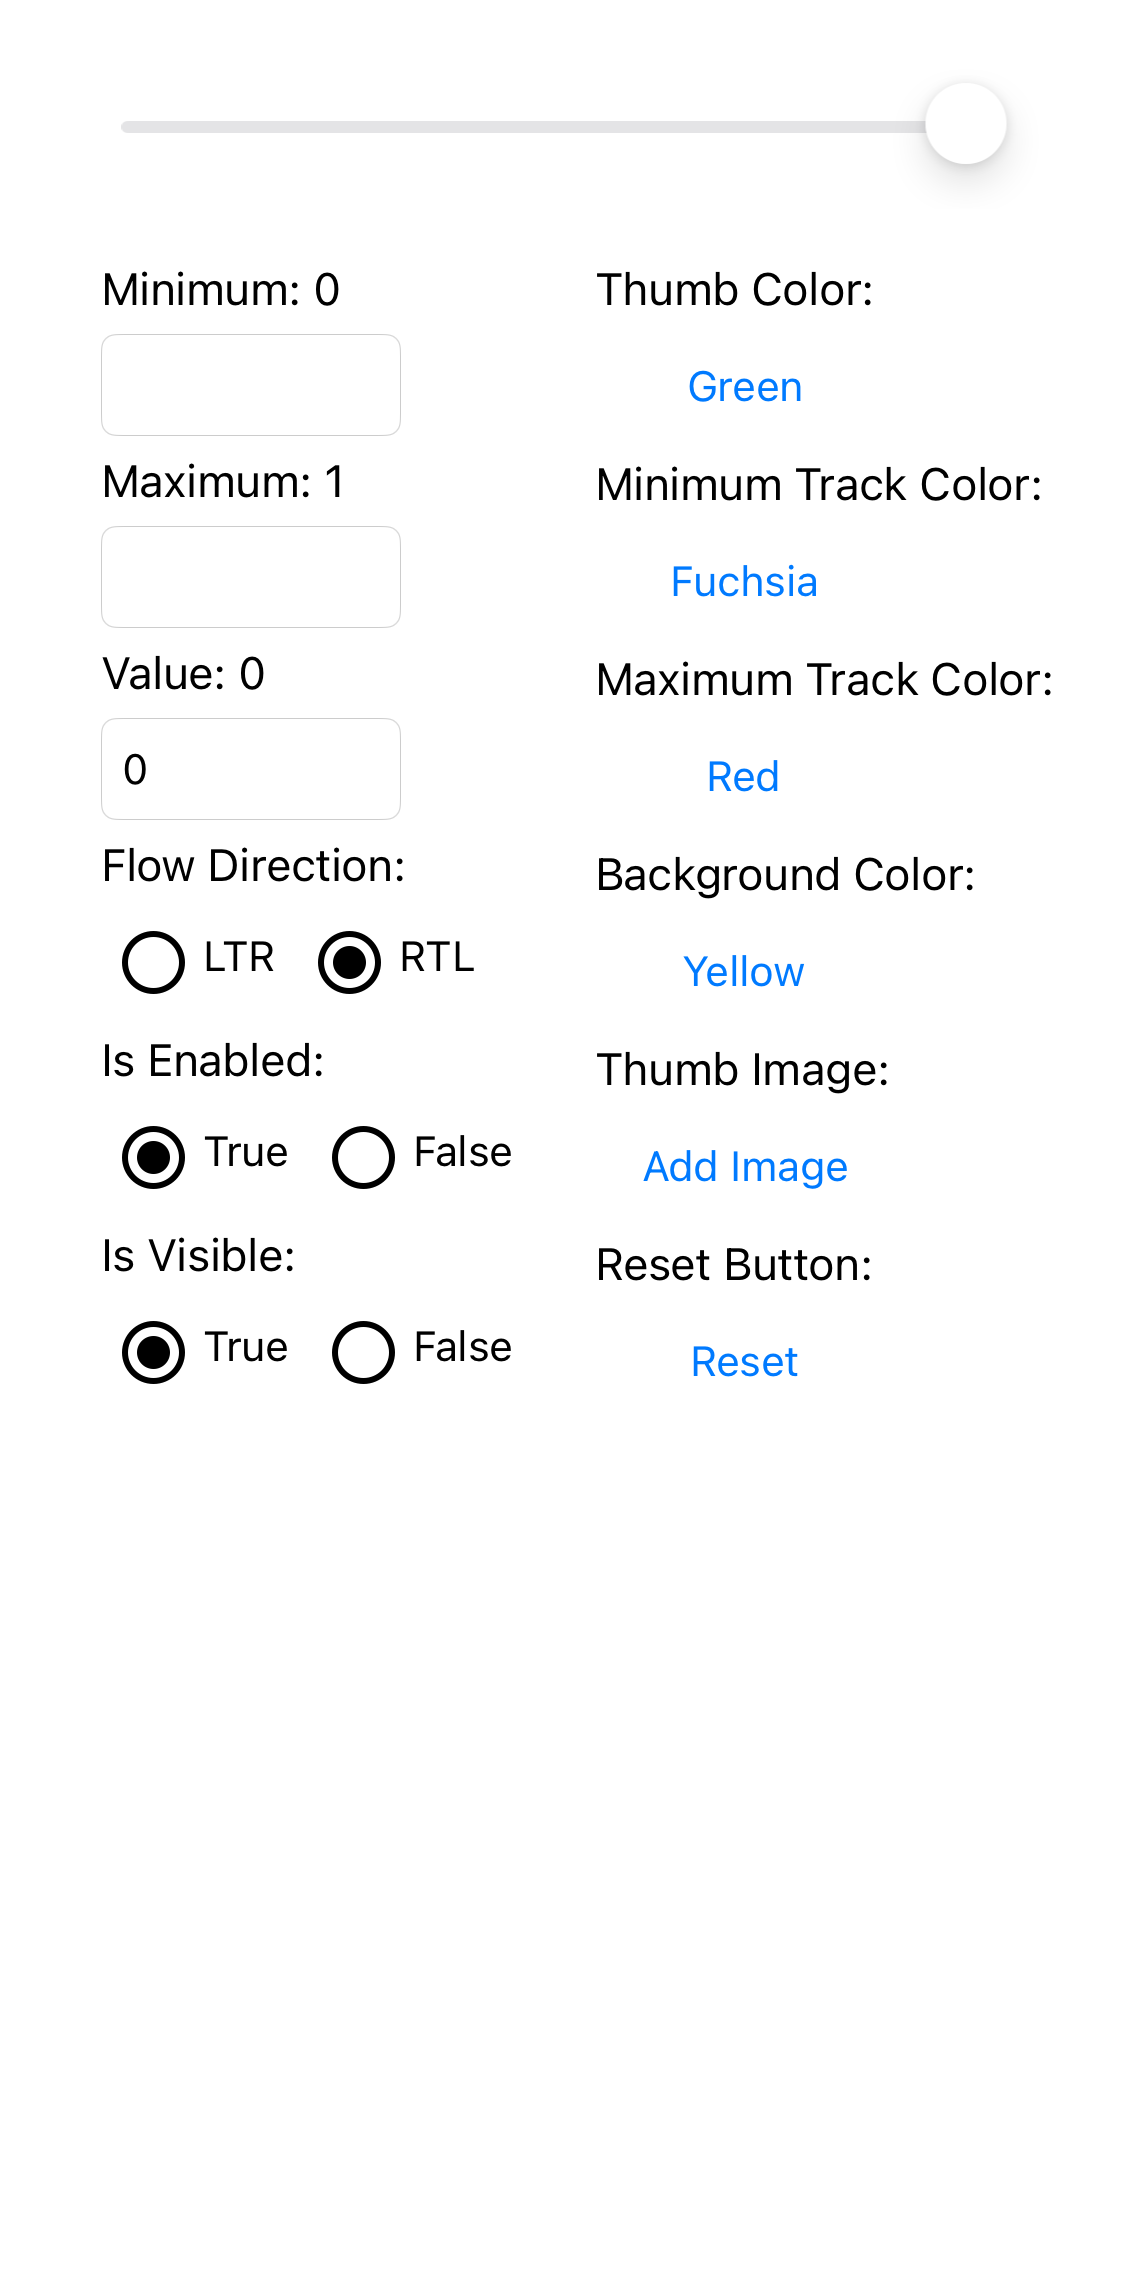 Minimum: 0
Maximum: 1
Value: 0
0
Flow Direction:
LTR RTL
Is Enabled:
True False
Is Visible:
True False
Thumb Color:
Green
Minimum Track Color:
Fuchsia
Maximum Track Color:
Red
Background Color:
Yellow
Thumb Image:
Add Image
Reset Button:
Reset